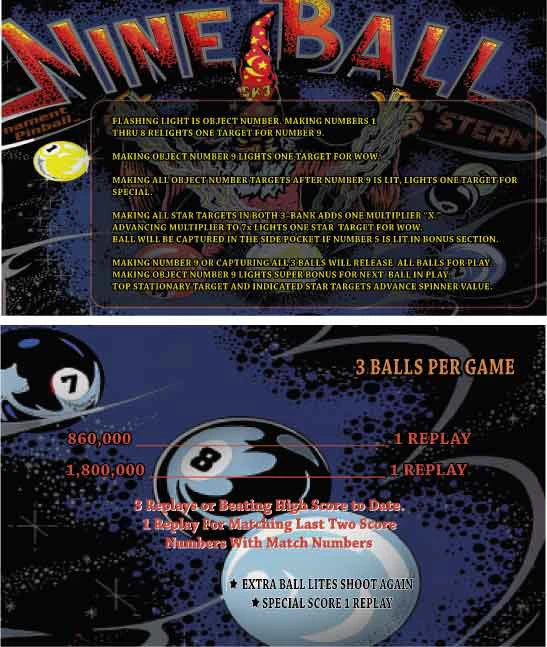 NINE BALL
SKJ
nament
Pinball
STERN
1
FLASHING LIGHT IS OBJECT NUMBER. MAKING NUMBERS 1
THRU 8 RELIGHTS ONE TARGET FOR NUMBER 9.
MAKING OBJECT NUMBER 9 LIGHTS ONE TARGET FOR WOW.
MAKING ALL OBJECT NUMBER TARGETS AFTER NUMBER 9 IS LIT, LIGHTS ONE TARGET FOR
SPECIAL.
MAKING ALL STAR TARGETS IN BOTH 3-BANK ADDS ONE MULTIPLIER "X."
ADVANCING MULTIPLIER TO 7x LIGHTS ONE STAR TARGET FOR WOW.
BALL WILL BE CAPTURED IN THE SIDE POCKET IF NUMBER 5 IS LIT IN BONUS SECTION.
MAKING NUMBER 9 OR CAPTURING ALL 3 BALLS WILL RELEASE ALL BALLS FOR PLAY.
MAKING OBJECT NUMBER 9 LIGHTS SUPER BONUS FOR NEXT BALL IN PLAY.
TOP STATIONARY TARGET AND INDICATED STAR TARGETS ADVANCE SPINNER VALUE.
7
3 BALLS PER GAME
860,000 1 REPLAY
8
1,800,000 1 REPLAY
3 Replays or Beating High Score to Date.
1 Replay For Matching Last Two Score
Numbers With Match Numbers
★ EXTRA BALL LITES SHOOT AGAIN
★ SPECIAL SCORE 1 REPLAY